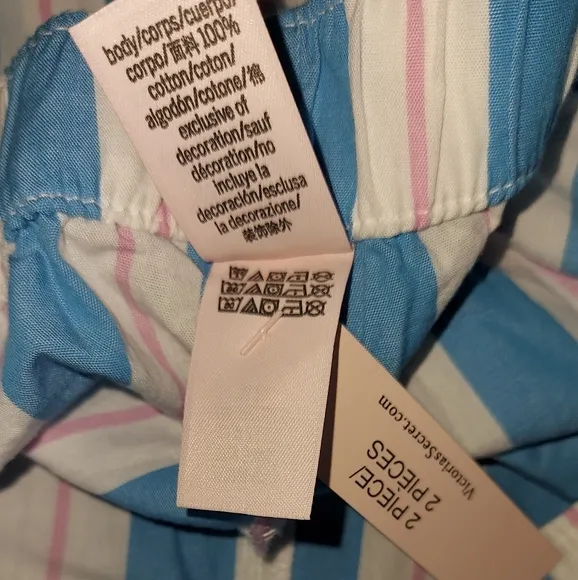 body/corps/cuerpo/
corpo/面料 100%
cotton/coton/
algodón/cotone/棉
exclusive of
decoration/sauf
décoration/no
incluye la
decoración/esclusa
la decorazione/
装饰除外
2 PIECE/
2 PIÈCES
VictoriasSecret.com